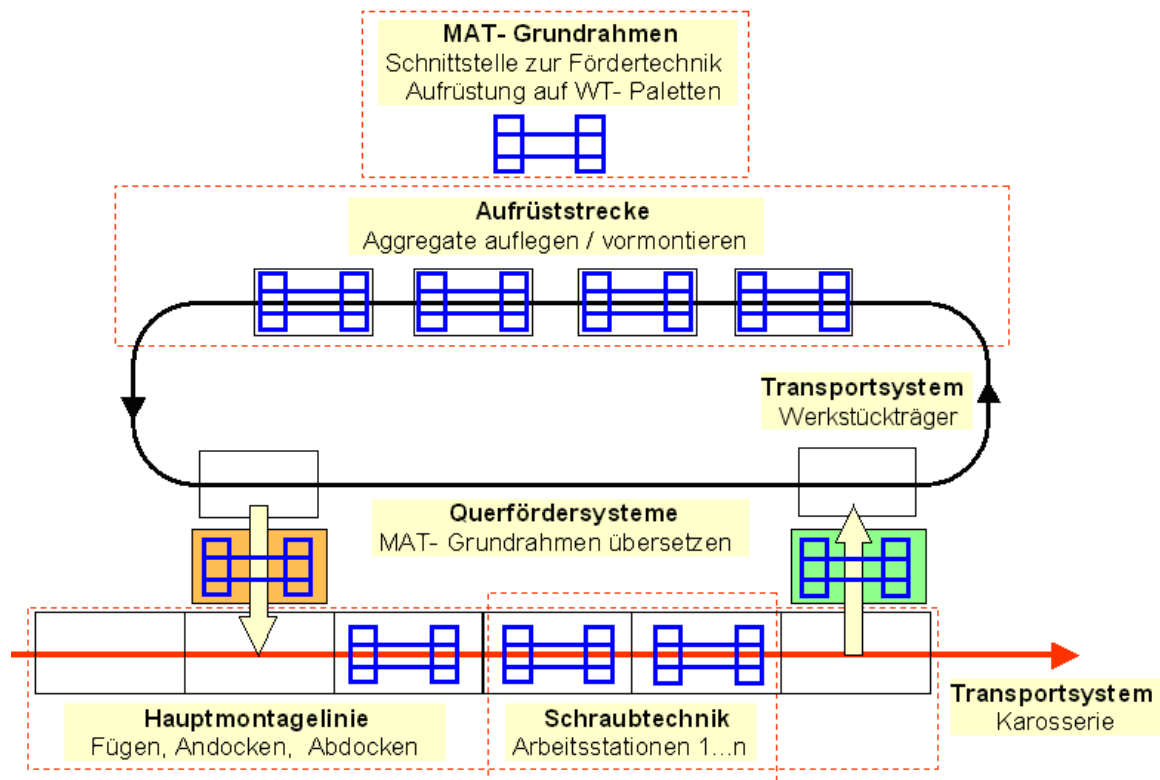 MAT- Grundrahmen
Schnittstelle zur Fördertechnik
Aufrüstung auf WT- Paletten
Aufrüststrecke
Aggregate auflegen / vormontieren
Transportsystem
Werkstückträger
Querfördersysteme
MAT- Grundrahmen übersetzen
Hauptmontagelinie
Fügen, Andocken, Abdocken
Schraubtechnik
Arbeitsstationen 1...n
Transportsystem
Karosserie